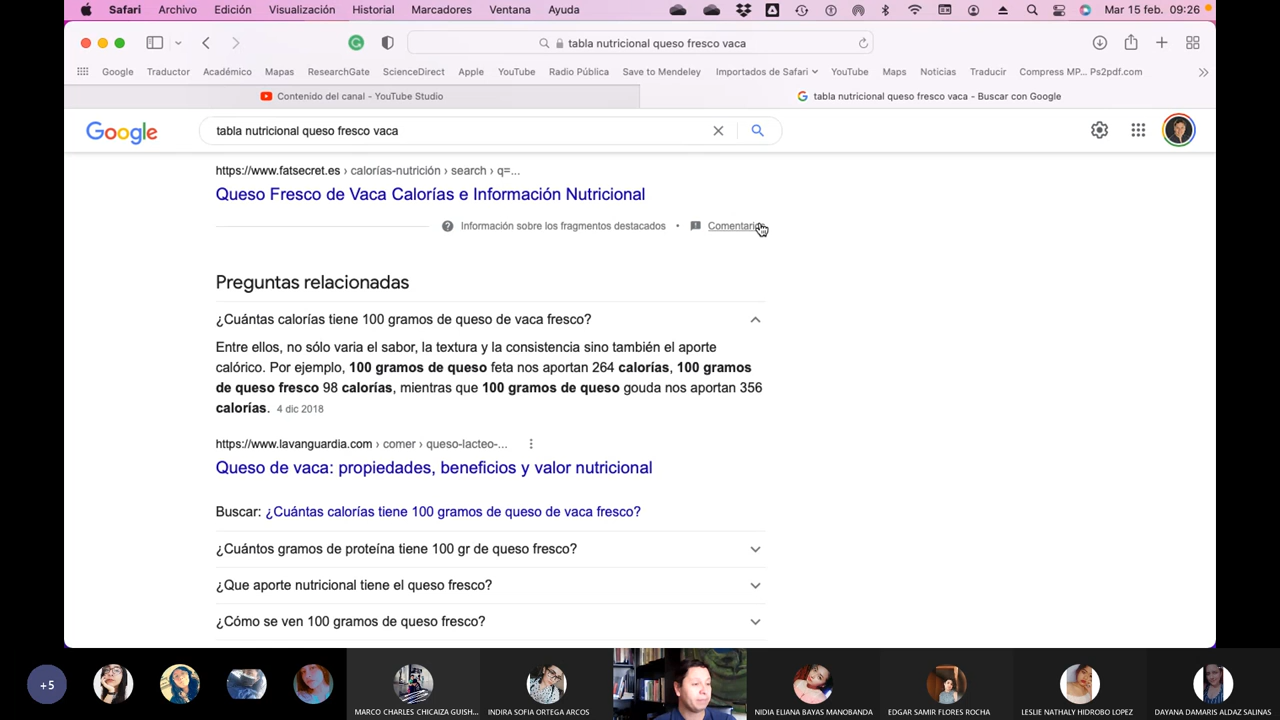 Safari Archivo Edición Visualización Historial Marcadores Ventana Ayuda Mar 15 feb. 09:26
tabla nutricional queso fresco vaca
Google Traductor Académico Mapas ResearchGate ScienceDirect Apple YouTube Radio Pública Save to Mendeley Importados de Safari YouTube Maps Noticias Traducir Compress MP... Ps2pdf.com
Contenido del canal - YouTube Studio
tabla nutricional queso fresco vaca - Buscar con Google
Google tabla nutricional queso fresco vaca
https://www.fatsecret.es › calorías-nutrición › search › q=...
Queso Fresco de Vaca Calorías e Información Nutricional
Información sobre los fragmentos destacados • Comentarios
Preguntas relacionadas
¿Cuántas calorías tiene 100 gramos de queso de vaca fresco?
Entre ellos, no sólo varia el sabor, la textura y la consistencia sino también el aporte
calórico. Por ejemplo, 100 gramos de queso feta nos aportan 264 calorías, 100 gramos
de queso fresco 98 calorías, mientras que 100 gramos de queso gouda nos aportan 356
calorías. 4 dic 2018
https://www.lavanguardia.com › comer › queso-lacteo-...
Queso de vaca: propiedades, beneficios y valor nutricional
Buscar: ¿Cuántas calorías tiene 100 gramos de queso de vaca fresco?
¿Cuántos gramos de proteína tiene 100 gr de queso fresco?
¿Que aporte nutricional tiene el queso fresco?
¿Cómo se ven 100 gramos de queso fresco?
+5
MARCO CHARLES CHICAIZA GUISH... INDIRA SOFIA ORTEGA ARCOS NIDIA ELIANA BAYAS MANOBANDA EDGAR SAMIR FLORES ROCHA LESLIE NATHALY HIDROBO LOPEZ DAYANA DAMARIS ALDAZ SALINAS